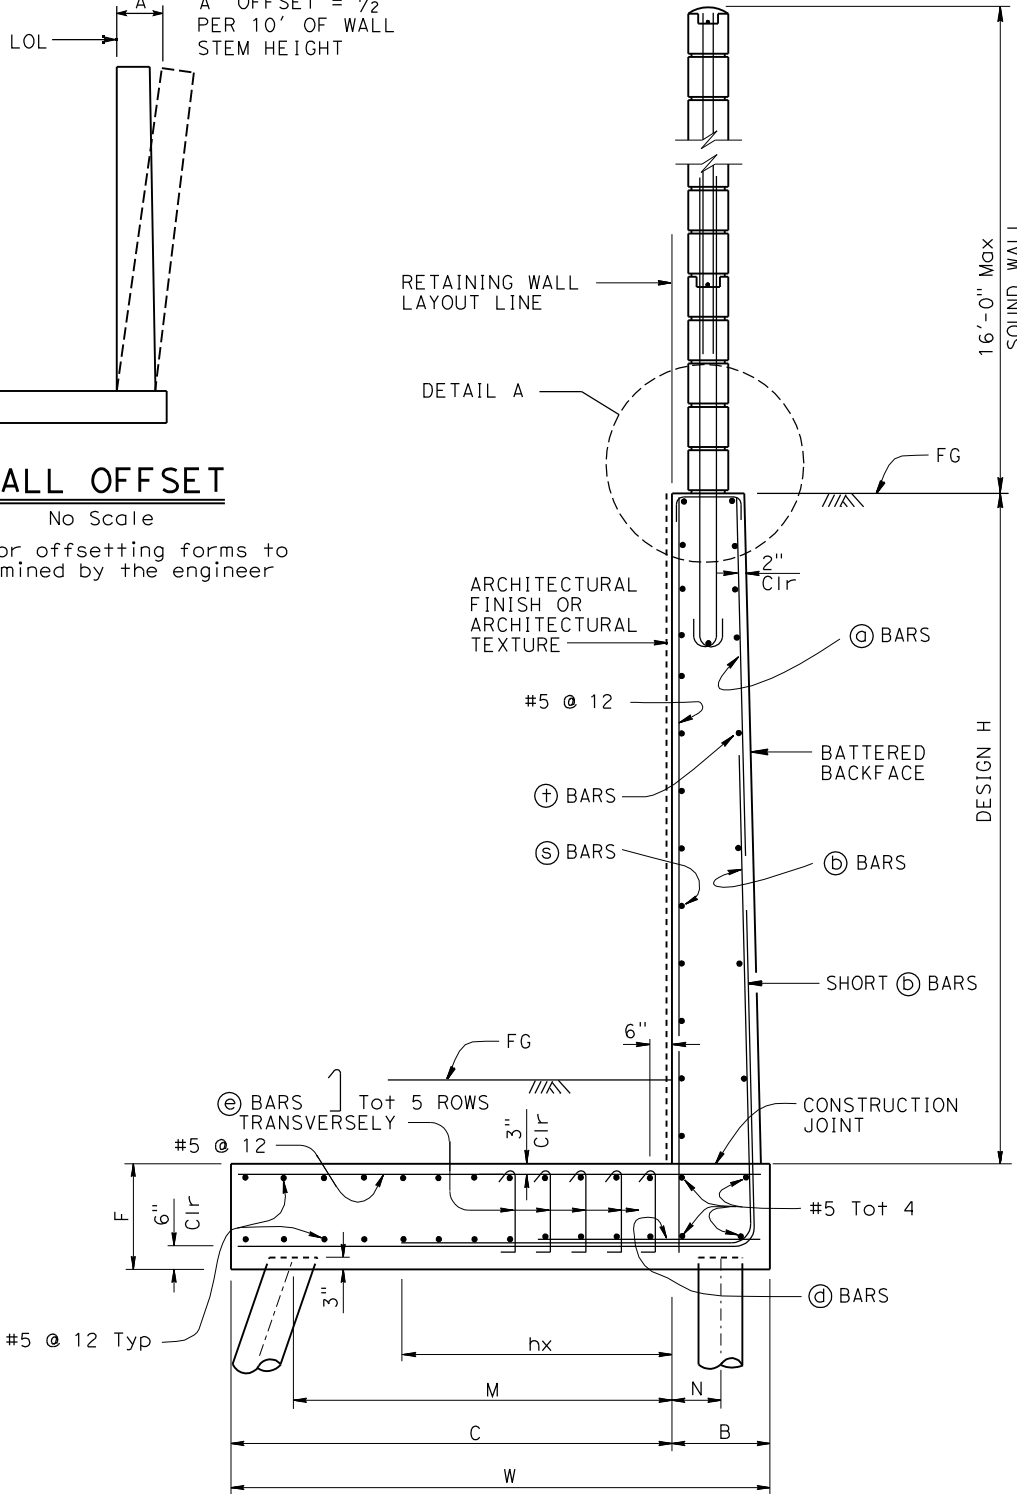 A
"A" OFFSET = 1/2
PER 10' OF WALL
STEM HEIGHT
LOL
ALL OFFSET
No Scale
or offsetting forms to
mined by the engineer
RETAINING WALL
LAYOUT LINE
DETAIL A
16'-0" Max
SOUND WALL
FG
2"
Clr
ARCHITECTURAL
FINISH OR
ARCHITECTURAL
TEXTURE
a BARS
#5 @ 12
BATTERED
BACKFACE
DESIGN H
t BARS
s BARS
b BARS
SHORT b BARS
6"
FG
e BARS Tot 5 ROWS
TRANSVERSELY
3"
Clr
#5 @ 12
CONSTRUCTION
JOINT
F
6"
Clr
#5 Tot 4
3"
d BARS
#5 @ 12 Typ
hx
M
N
C
B
W